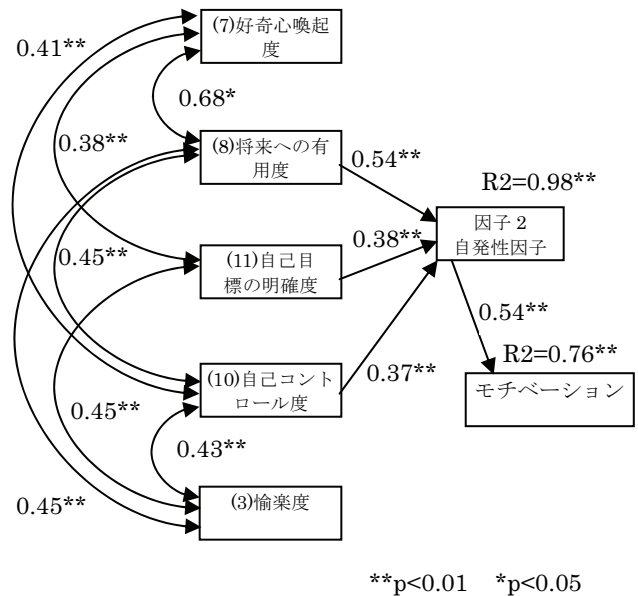 (7)好奇心喚起
度
0.41**
0.68*
0.38**
(8)将来への有
用度
0.54**
R2=0.98**
因子 2
自発性因子
0.38**
0.45**
(11)自己目
標の明確度
0.54**
R2=0.76**
モチベーション
0.37**
(10)自己コント
ロール度
0.45**
0.43**
0.45**
(3)愉楽度
**p<0.01 *p<0.05